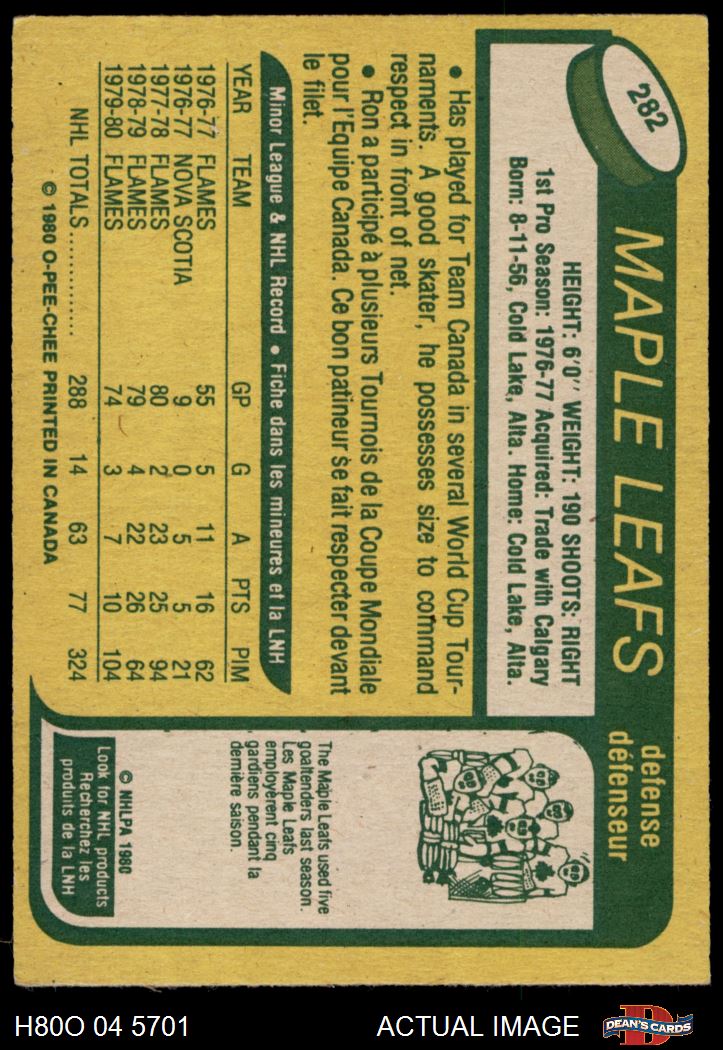 282
MAPLE LEAFS
defense
défenseur
HEIGHT: 6'0" WEIGHT: 190 SHOOTS: RIGHT
1st Pro Season: 1976-77 Acquired: Trade with Calgary
Born: 8-11-56, Cold Lake, Alta. Home: Cold Lake, Alta.
• Has played for Team Canada in several World Cup Tour-
naments. A good skater, he possesses size to command
respect in front of net.
• Ron a participé à plusieurs Tournois de la Coupe Mondiale
pour l'Equipe Canada. Ce bon patineur se fait respecter devant
le filet.
Minor League & NHL Record • Fiche dans les mineures et la LNH
YEAR TEAM GP G A PTS PIM
1976-77 FLAMES 55 5 11 16 62
1976-77 NOVA SCOTIA 9 0 5 5 21
1977-78 FLAMES 80 2 23 25 94
1978-79 FLAMES 79 4 22 26 64
1979-80 FLAMES 74 3 7 10 104
NHL TOTALS ............ 288 14 63 77 324
© 1980 O-PEE-CHEE PRINTED IN CANADA
The Maple Leafs used five
goaltenders last season.
Les Maple Leafs
employèrent cinq
gardiens pendant la
dernière saison.
© NHLPA 1980
Look for NHL products
Recherchez les
produits de la LNH
H80O 04 5701
ACTUAL IMAGE
D
DEAN'S CARDS